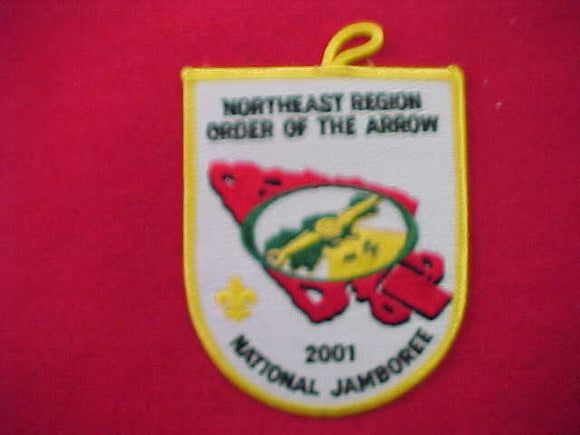 NORTHEAST REGION
ORDER OF THE ARROW
2001
NATIONAL JAMBOREE